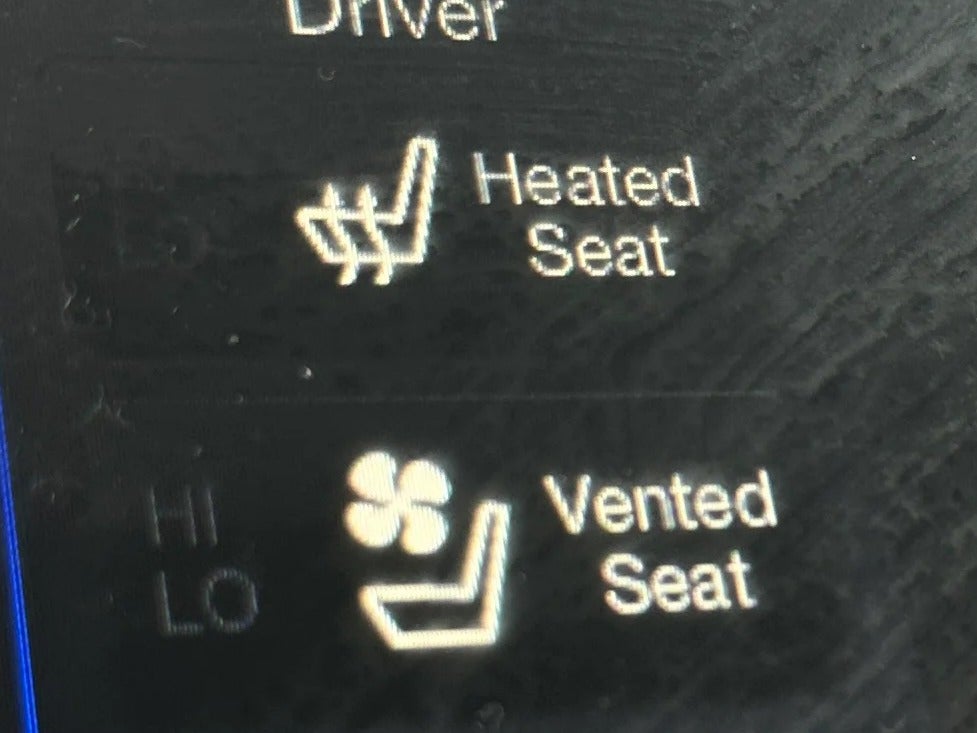 Driver
Heated
Seat
HI
LO
Vented
Seat